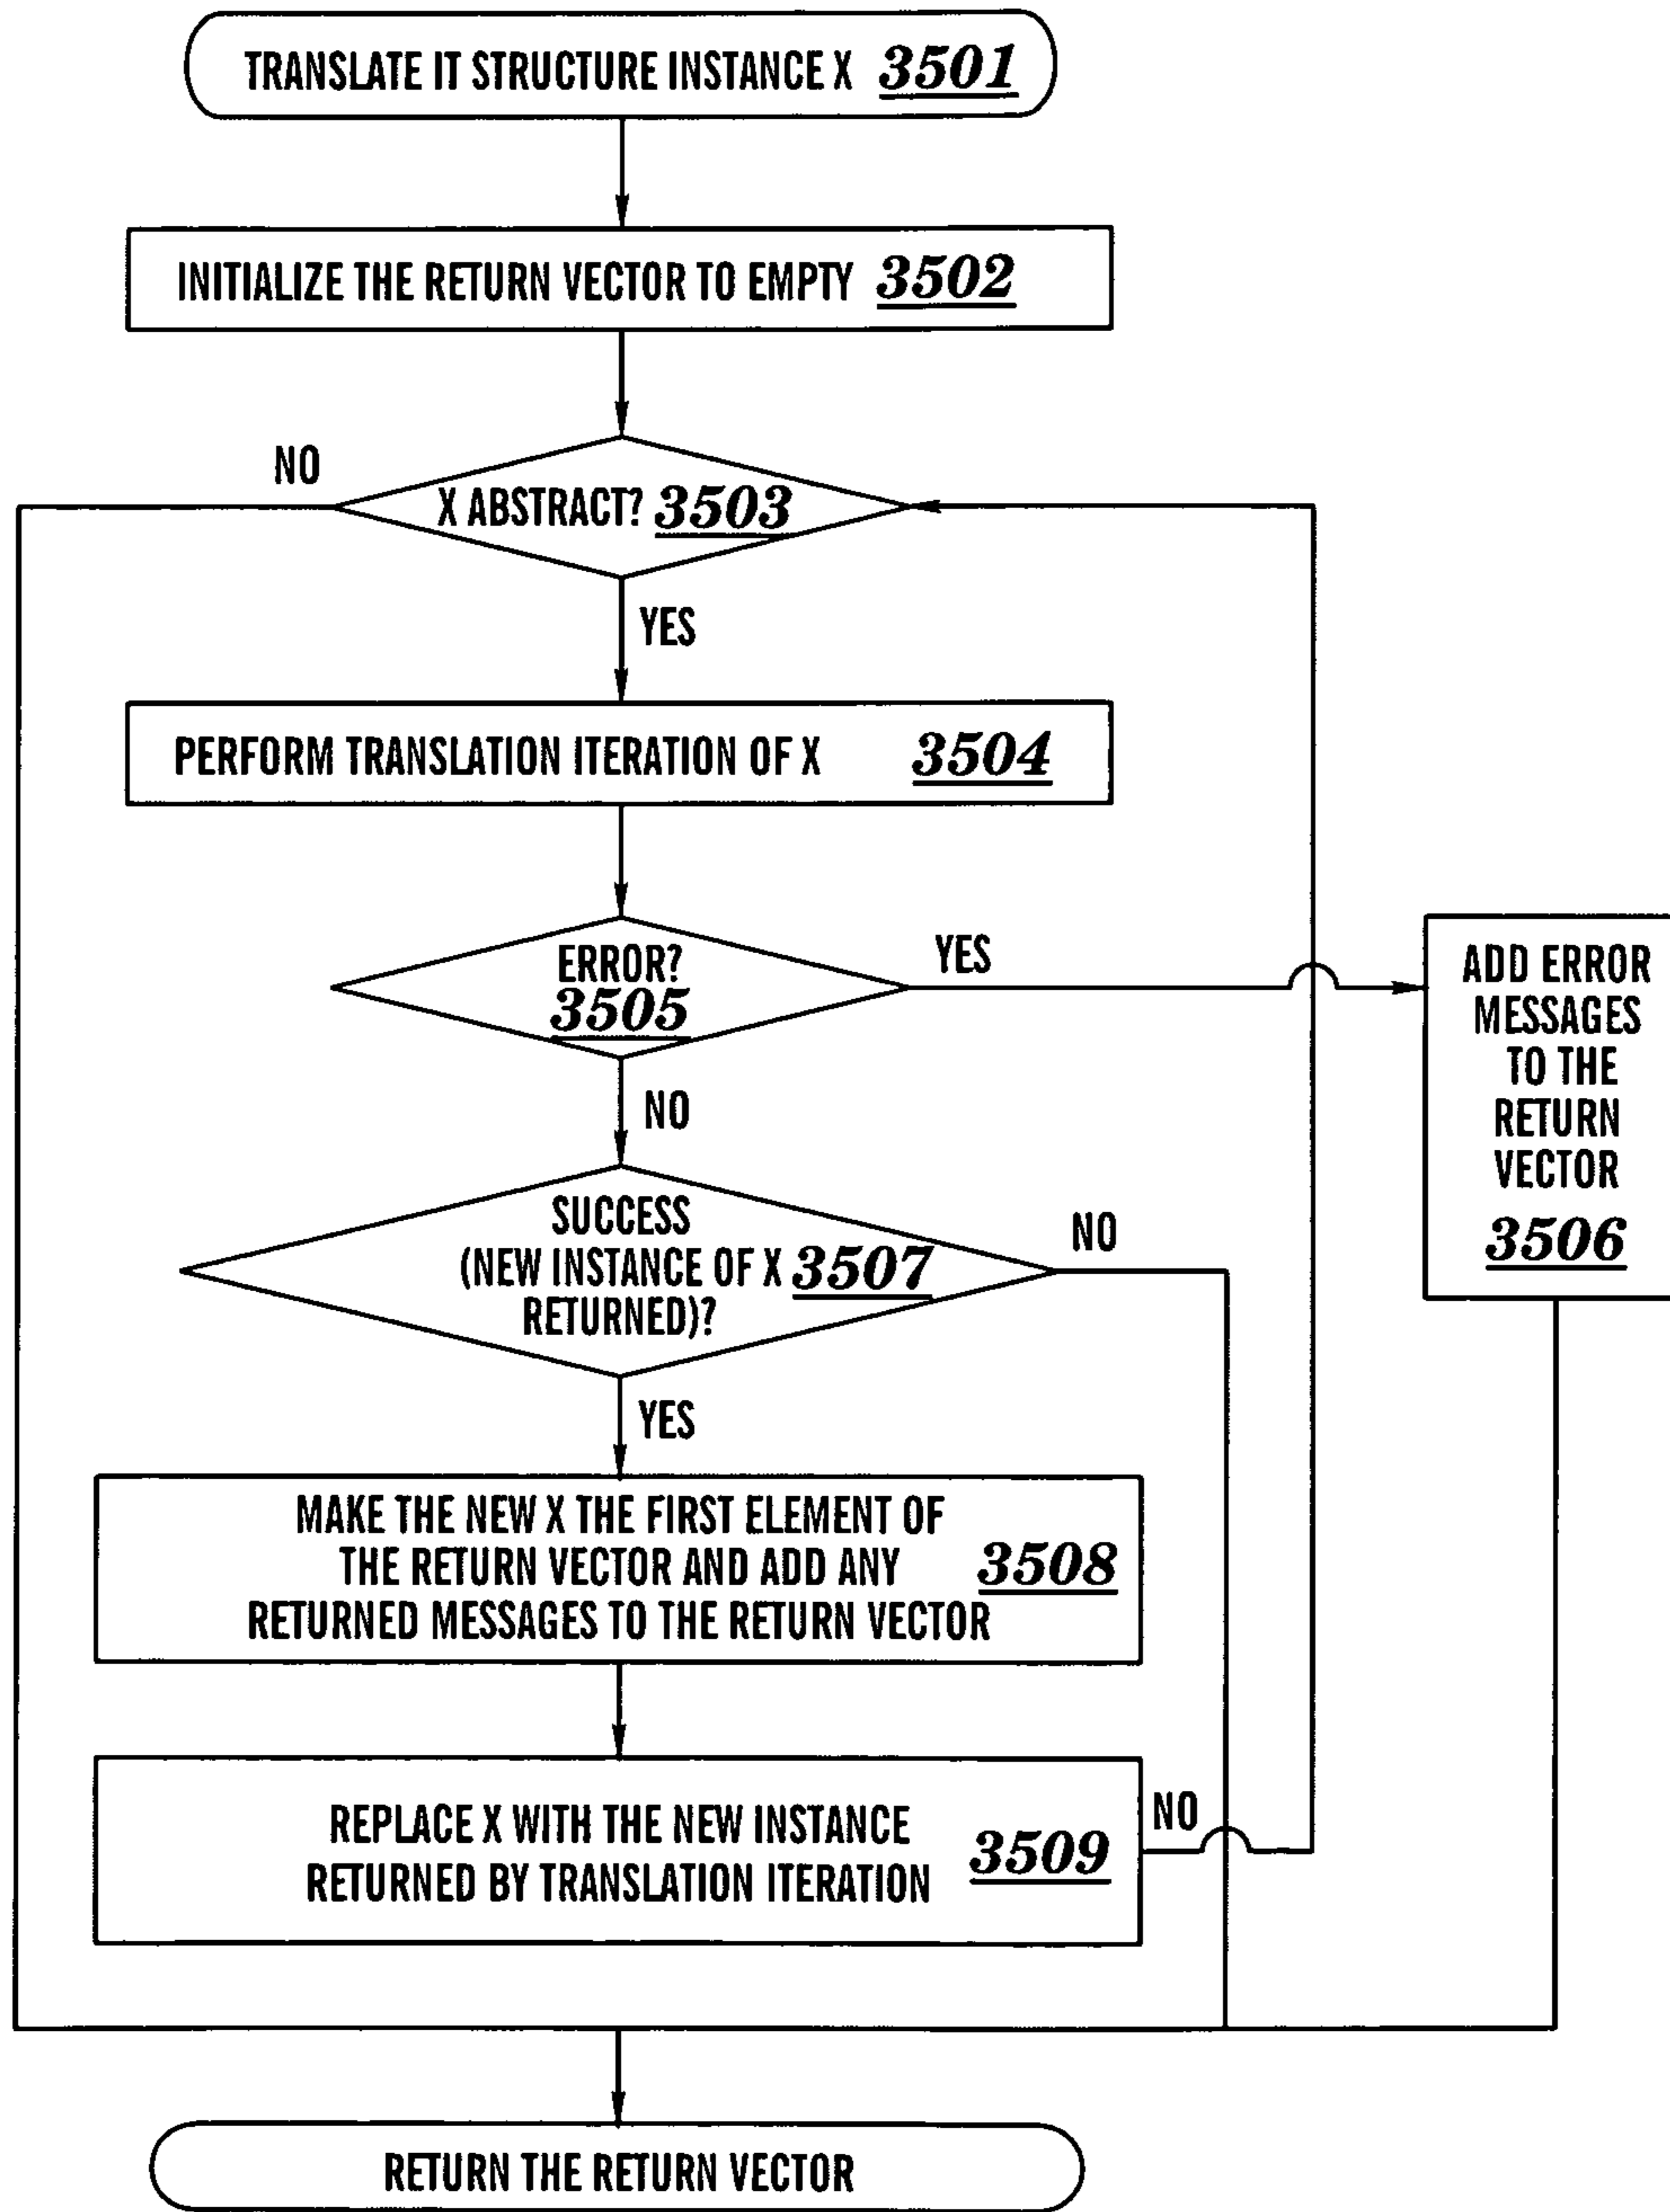 TRANSLATE IT STRUCTURE INSTANCE X 3501
INITIALIZE THE RETURN VECTOR TO EMPTY 3502
NO
X ABSTRACT? 3503
YES
PERFORM TRANSLATION ITERATION OF X 3504
ERROR?
3505
YES
ADD ERROR
MESSAGES
TO THE
RETURN
VECTOR
3506
NO
SUCCESS
(NEW INSTANCE OF X 3507
RETURNED)?
NO
YES
MAKE THE NEW X THE FIRST ELEMENT OF
THE RETURN VECTOR AND ADD ANY 3508
RETURNED MESSAGES TO THE RETURN VECTOR
REPLACE X WITH THE NEW INSTANCE
RETURNED BY TRANSLATION ITERATION 3509
NO
RETURN THE RETURN VECTOR